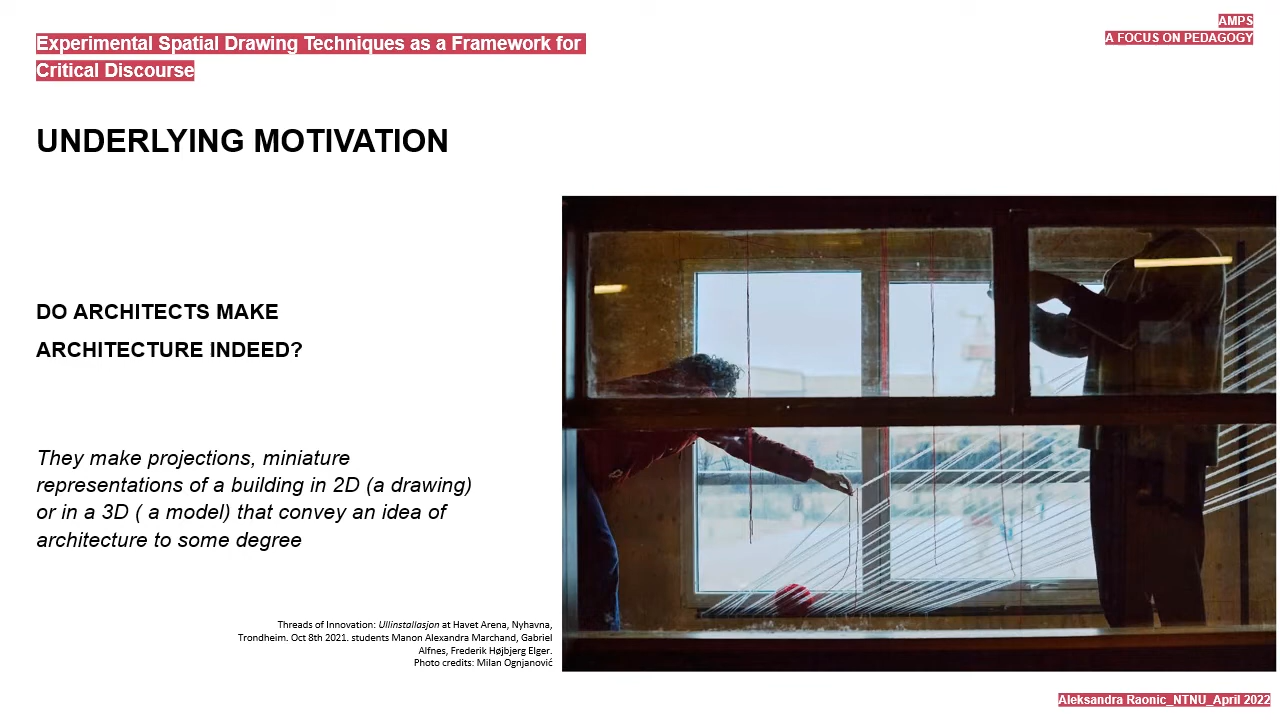 Experimental Spatial Drawing Techniques as a Framework for
Critical Discourse
AMPS
A FOCUS ON PEDAGOGY
UNDERLYING MOTIVATION
DO ARCHITECTS MAKE
ARCHITECTURE INDEED?
They make projections, miniature
representations of a building in 2D (a drawing)
or in a 3D ( a model) that convey an idea of
architecture to some degree
Threads of Innovation: Ullinstallasjon at Havet Arena, Nyhavna,
Trondheim. Oct 8th 2021. students Manon Alexandra Marchand, Gabriel
Alfnes, Frederik Højbjerg Elger.
Photo credits: Milan Ognjanović
Aleksandra Raonic_NTNU_April 2022